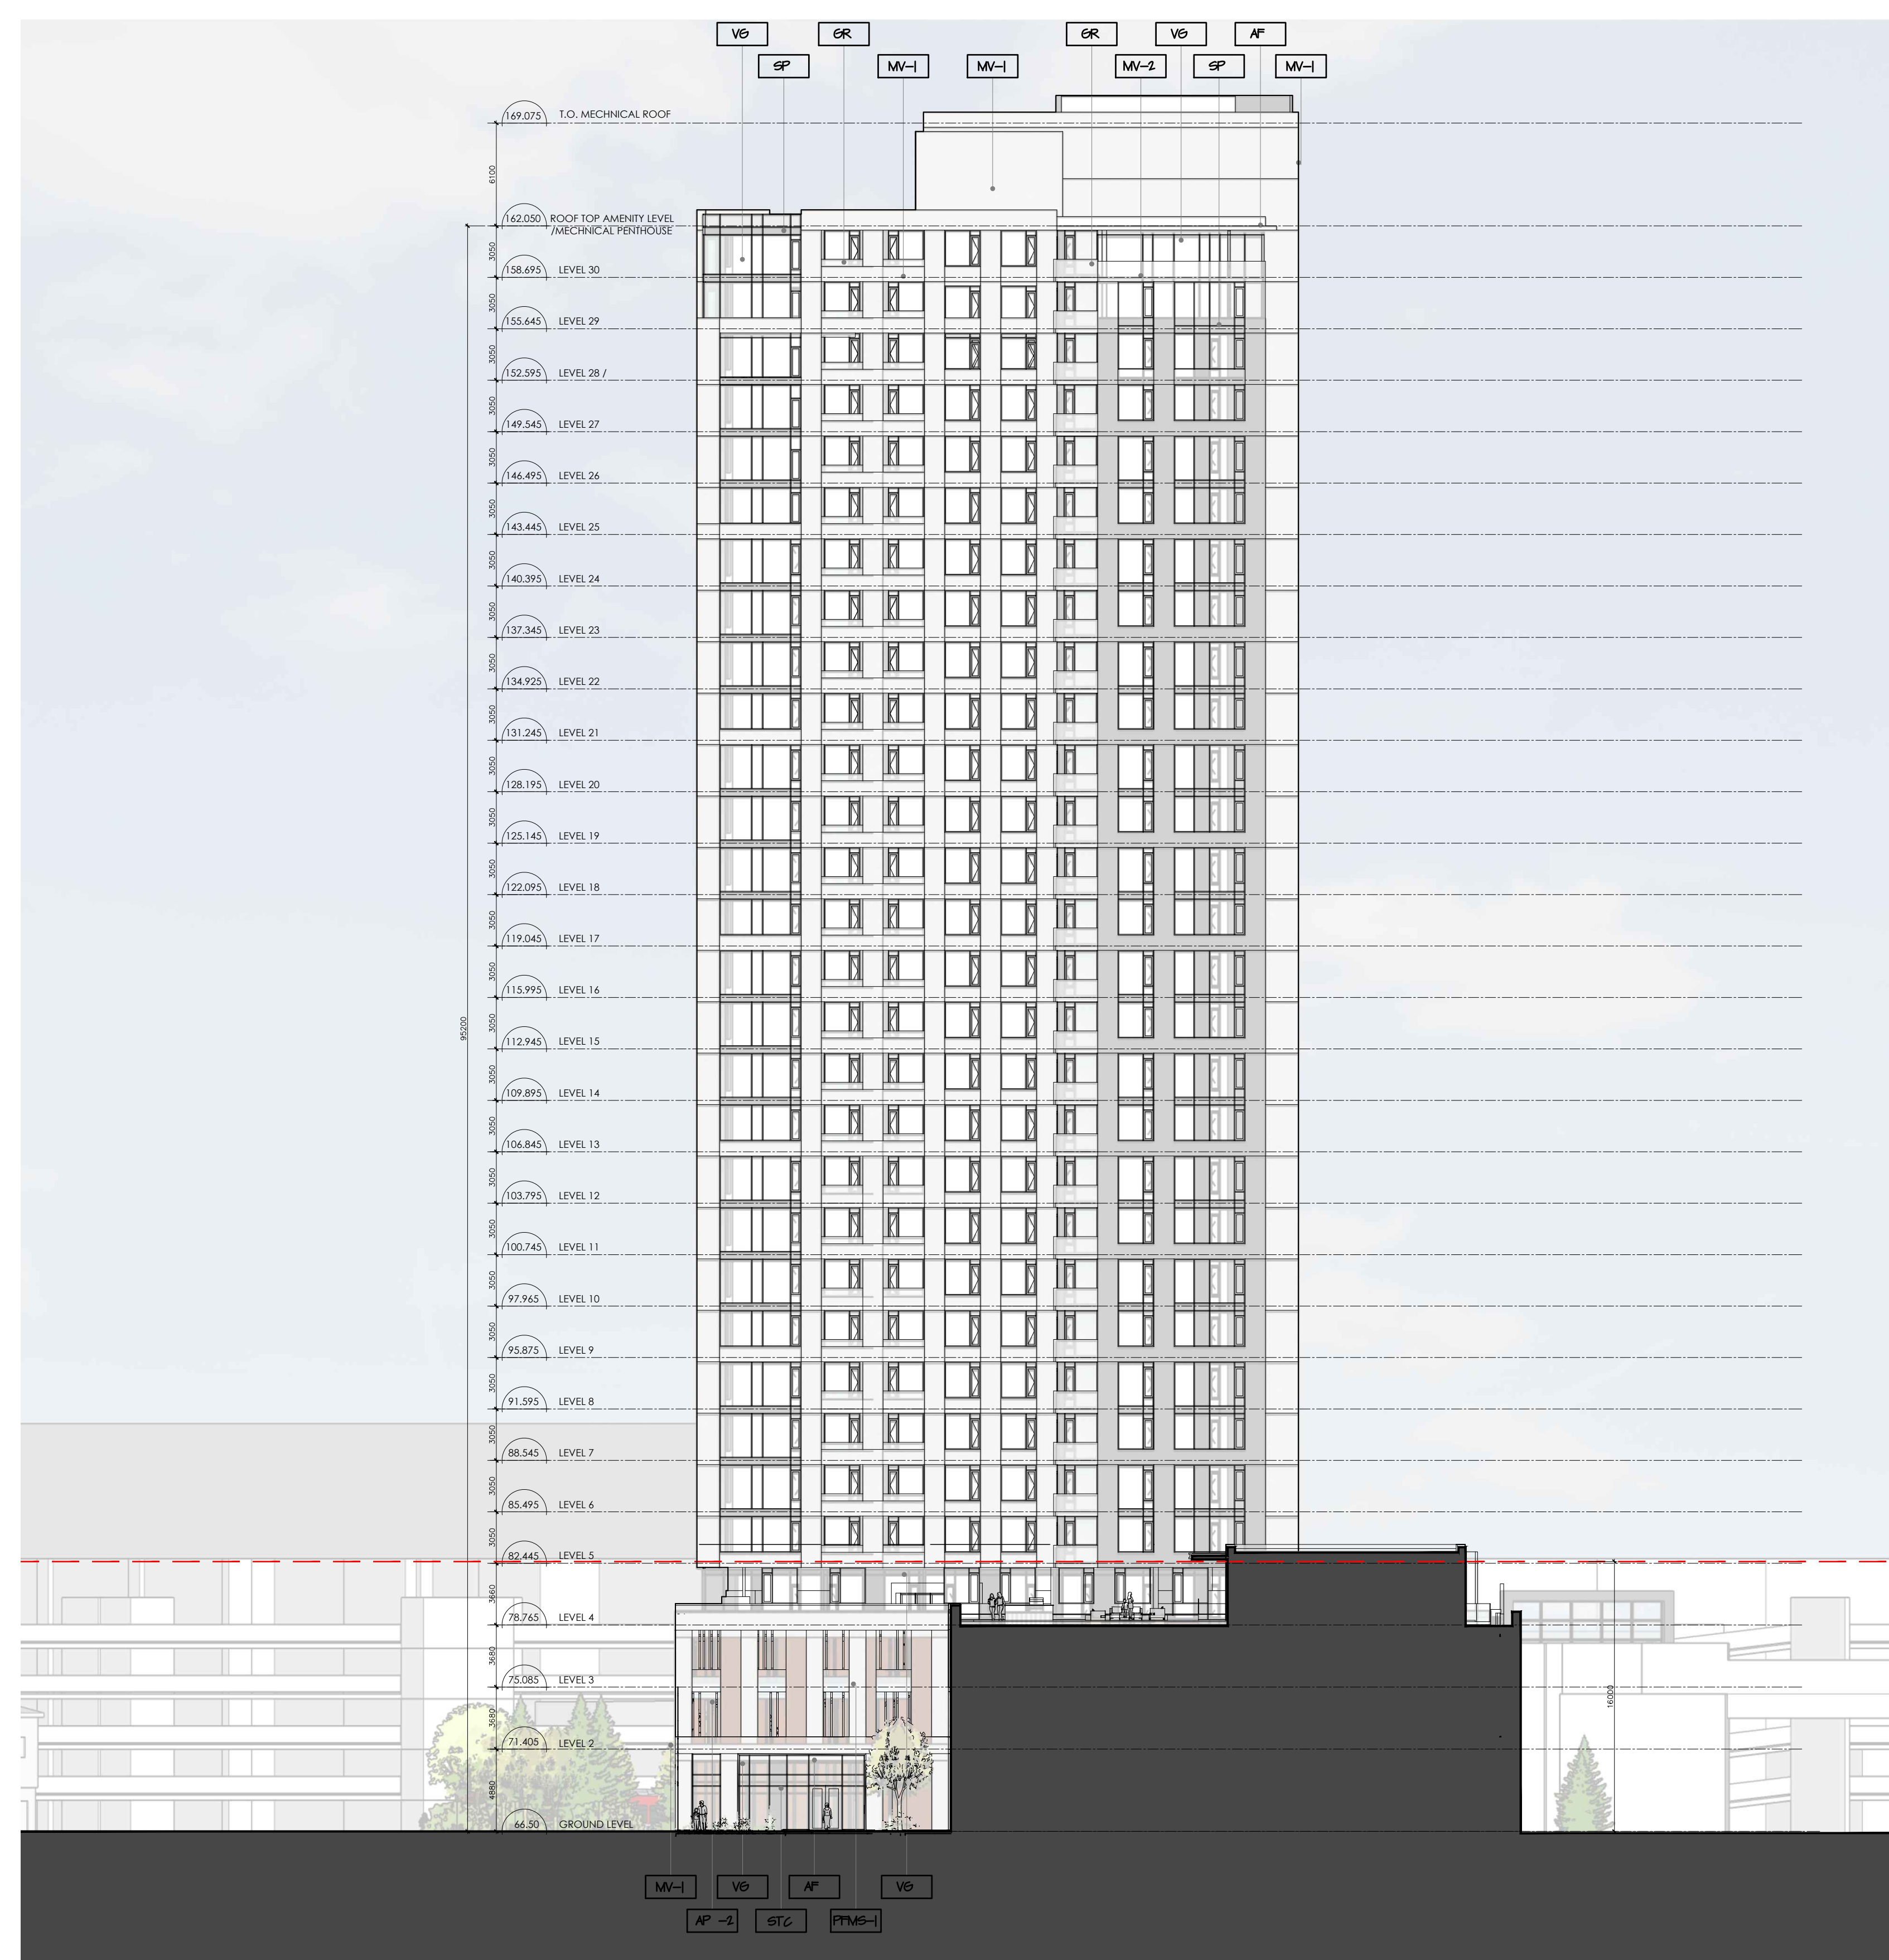 VG
GR
GR
VG
AF
SP
MV-1
MV-1
MV-2
SP
MV-1
169.075 T.O. MECHNICAL ROOF
6100
162.050 ROOF TOP AMENITY LEVEL
/MECHNICAL PENTHOUSE
3050
158.695 LEVEL 30
3050
155.645 LEVEL 29
3050
152.595 LEVEL 28 /
3050
149.545 LEVEL 27
3050
146.495 LEVEL 26
3050
143.445 LEVEL 25
3050
140.395 LEVEL 24
3050
137.345 LEVEL 23
3050
134.925 LEVEL 22
3050
131.245 LEVEL 21
3050
128.195 LEVEL 20
3050
125.145 LEVEL 19
3050
122.095 LEVEL 18
3050
119.045 LEVEL 17
3050
115.995 LEVEL 16
3050
95200
112.945 LEVEL 15
3050
109.895 LEVEL 14
3050
106.845 LEVEL 13
3050
103.795 LEVEL 12
3050
100.745 LEVEL 11
3050
97.965 LEVEL 10
3050
95.875 LEVEL 9
3050
91.595 LEVEL 8
3050
88.545 LEVEL 7
3050
85.495 LEVEL 6
3050
82.445 LEVEL 5
3660
78.765 LEVEL 4
3680
75.085 LEVEL 3
3680
16000
71.405 LEVEL 2
4880
66.50 GROUND LEVEL
MV-1
VG
AF
VG
AP -2
STC
PFMS-1